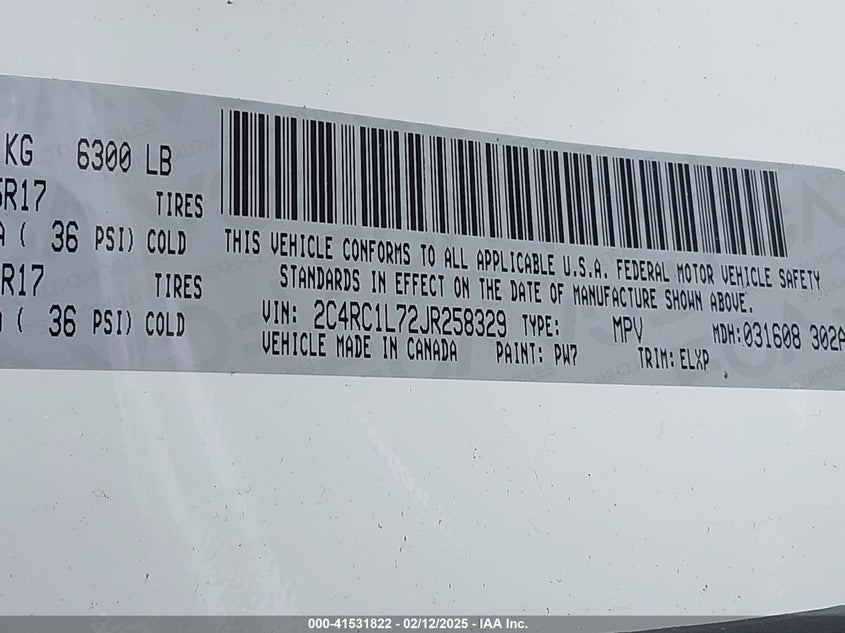 KG 6300 LB
5R17 TIRES
A ( 36 PSI) COLD
R17 TIRES
( 36 PSI) COLD
THIS VEHICLE CONFORMS TO ALL APPLICABLE U.S.A. FEDERAL MOTOR VEHICLE SAFETY
STANDARDS IN EFFECT ON THE DATE OF MANUFACTURE SHOWN ABOVE.
VIN: 2C4RC1L72JR258329 TYPE: MPV MDH:031608 302A
VEHICLE MADE IN CANADA PAINT: PW7 TRIM: ELXP
000-41531822 - 02/12/2025 - IAA Inc.